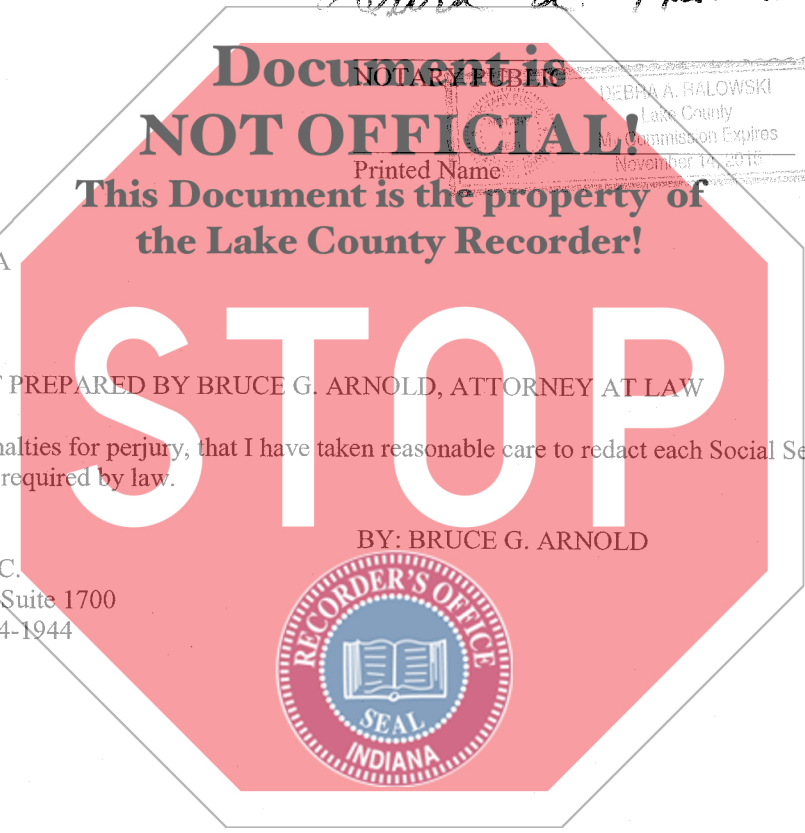 Document is
NOTARY PUBLIC
DEBRA A. RALOWSKI
Lake County
My Commission Expires
November 14, 2015
NOT OFFICIAL!
Printed Name
This Document is the property of
the Lake County Recorder!
A
STOP
T PREPARED BY BRUCE G. ARNOLD, ATTORNEY AT LAW
nalties for perjury, that I have taken reasonable care to redact each Social Se
required by law.
BY: BRUCE G. ARNOLD
C.
Suite 1700
4-1944
RECORDER'S OFFICE
SEAL
INDIANA